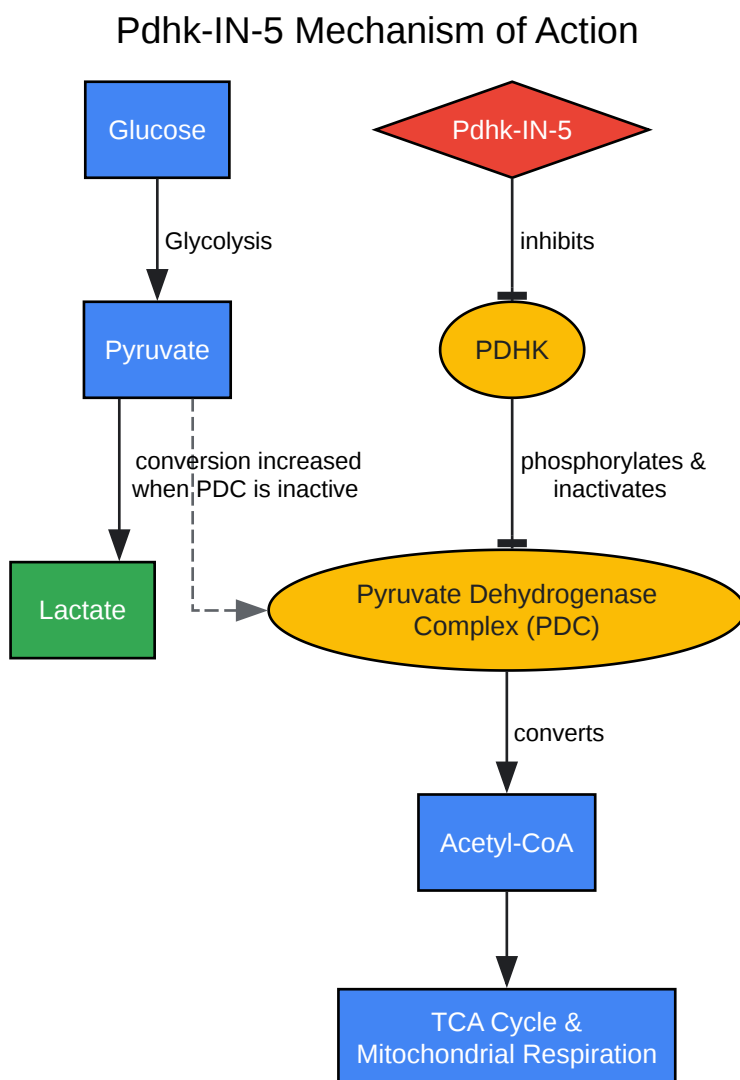 Pdhk-IN-5 Mechanism of Action
Glucose
Pdhk-IN-5
Glycolysis
inhibits
Pyruvate
PDHK
conversion increased
when PDC is inactive
phosphorylates &
inactivates
Lactate
Pyruvate Dehydrogenase
Complex (PDC)
converts
Acetyl-CoA
TCA Cycle &
Mitochondrial Respiration